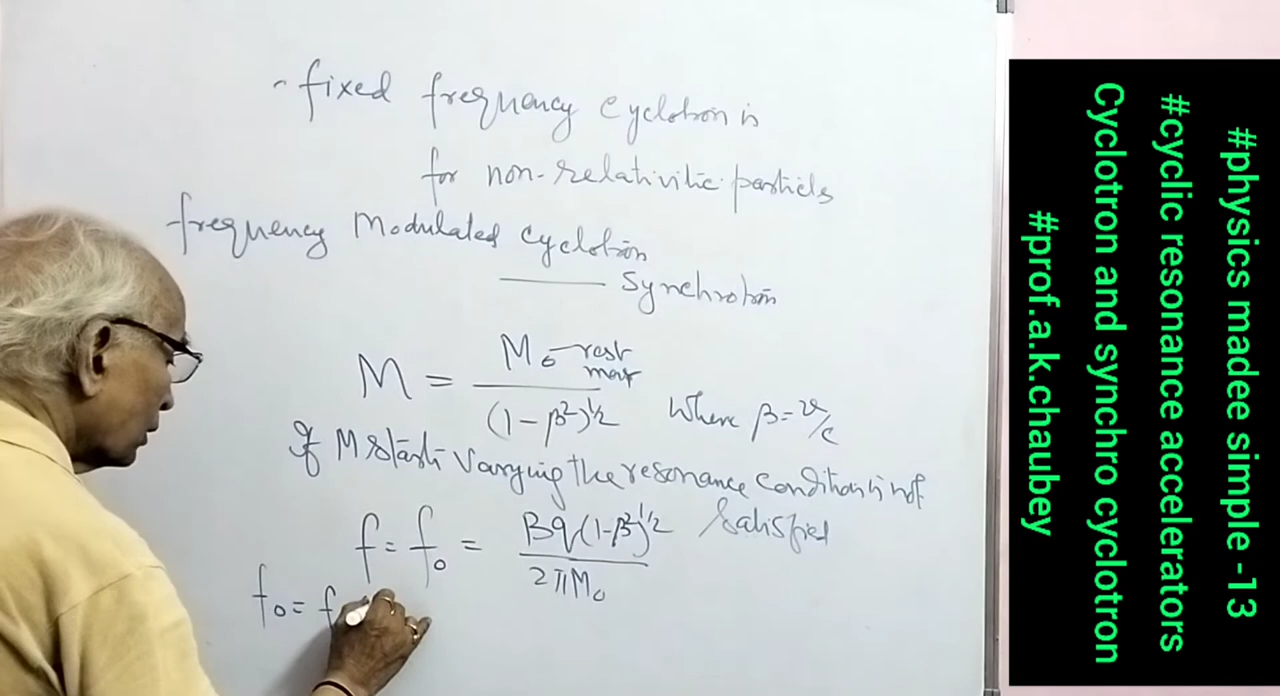 - fixed frequency cyclotron is
for non-relativitic particles
frequency Modulated cyclotron
—— Synchrotron
M = M₀ rest mass / (1-β²)^1/2 where β = v/c
If M starts varying the resonance condition is not
satisfied
f = f₀ = Bq(1-β²)^1/2 / 2πM₀
f₀ = f
#physics madee simple -13
#cyclic resonance accelerators
Cyclotron and synchro cyclotron
#prof.a.k.chaubey